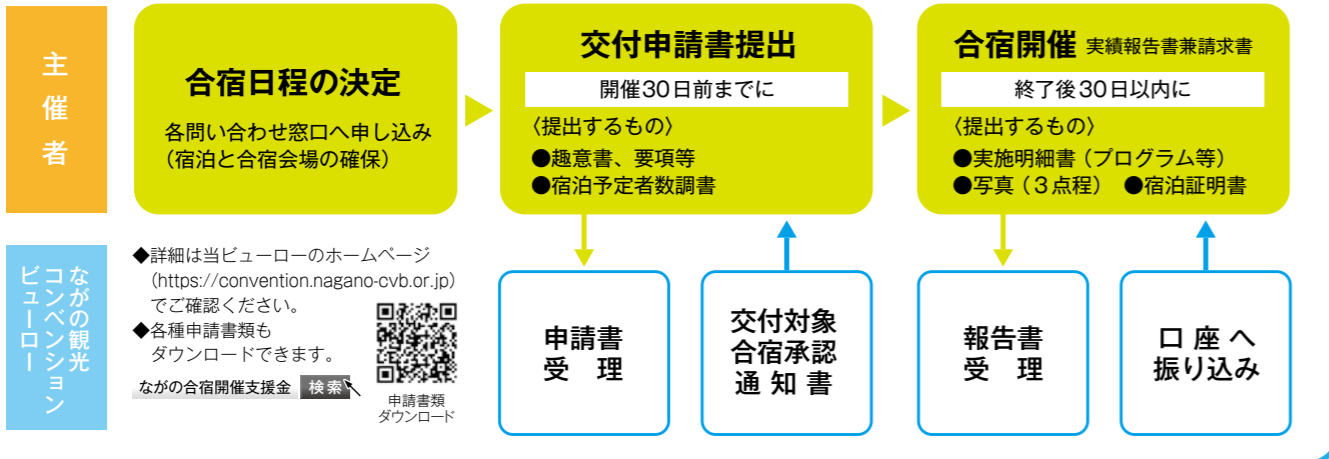 主催者
合宿日程の決定
各問い合わせ窓口へ申し込み
（宿泊と合宿会場の確保）
交付申請書提出
開催30日前までに
〈提出するもの〉
●趣意書、要項等
●宿泊予定者数調書
合宿開催 実績報告書兼請求書
終了後30日以内に
〈提出するもの〉
●実施明細書（プログラム等）
●写真（3点程） ●宿泊証明書
ながの観光
コンベンション
ビューロー
◆詳細は当ビューローのホームページ
（https://convention.nagano-cvb.or.jp）
でご確認ください。
◆各種申請書類も
ダウンロードできます。
ながの合宿開催支援金 検索
申請書類
ダウンロード
申請書
受理
交付対象
合宿承認
通知書
報告書
受理
口座へ
振り込み